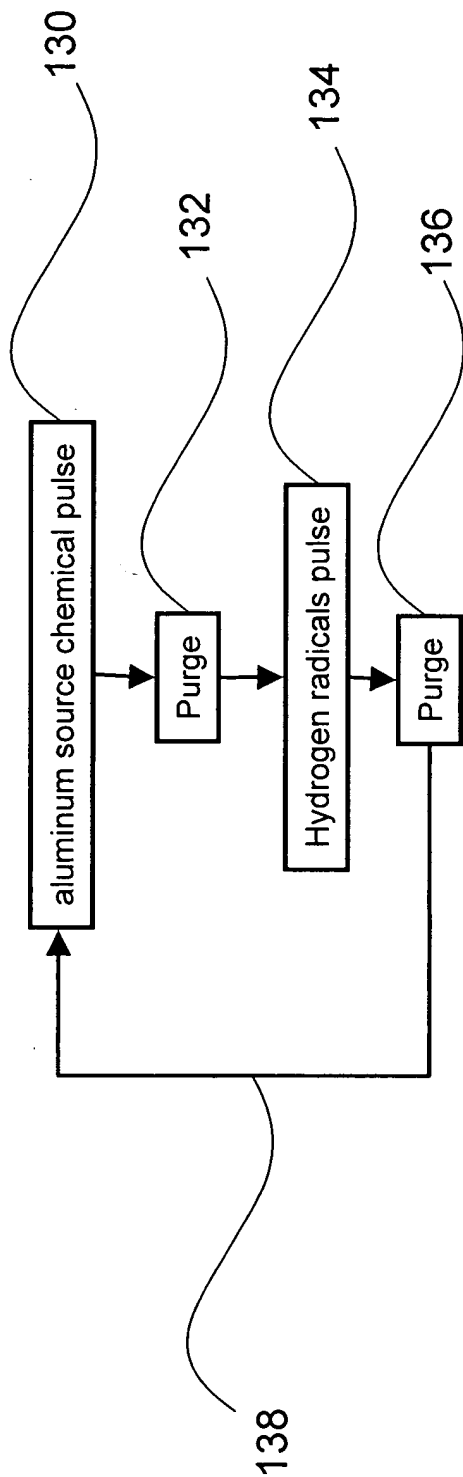 130
aluminum source chemical pulse
132
Purge
134
Hydrogen radicals pulse
136
Purge
138